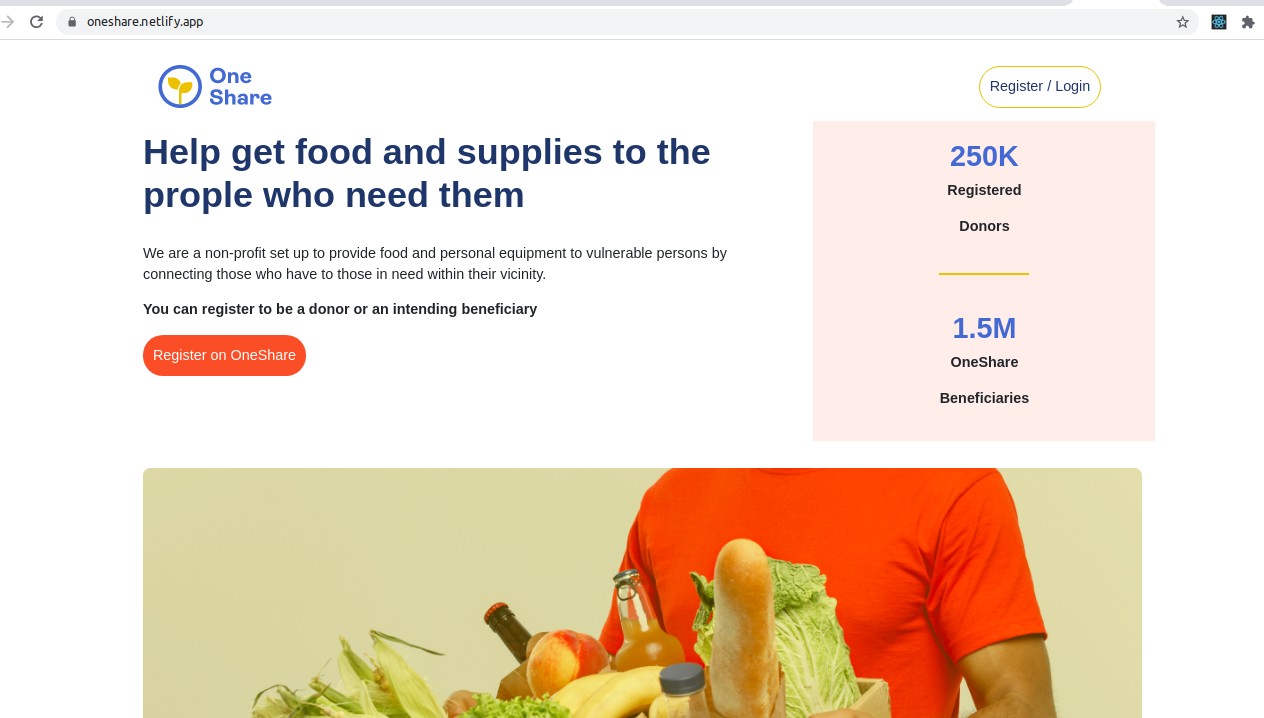 oneshare.netlify.app
One
Share
Register / Login
Help get food and supplies to the
prople who need them
We are a non-profit set up to provide food and personal equipment to vulnerable persons by
connecting those who have to those in need within their vicinity.
You can register to be a donor or an intending beneficiary
Register on OneShare
250K
Registered
Donors
1.5M
OneShare
Beneficiaries